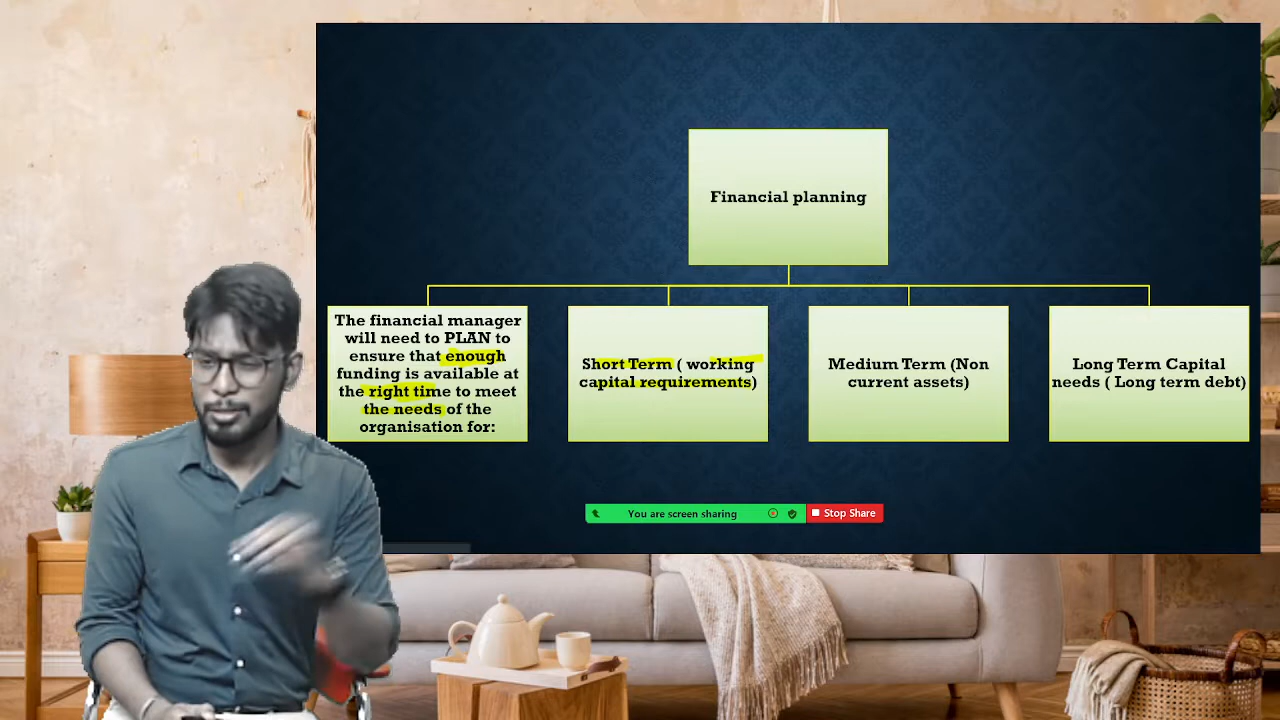 Financial planning
The financial manager
will need to PLAN to
ensure that enough
funding is available at
the right time to meet
the needs of the
organisation for:
Short Term ( working
capital requirements)
Medium Term (Non
current assets)
Long Term Capital
needs ( Long term debt)
You are screen sharing
Stop Share